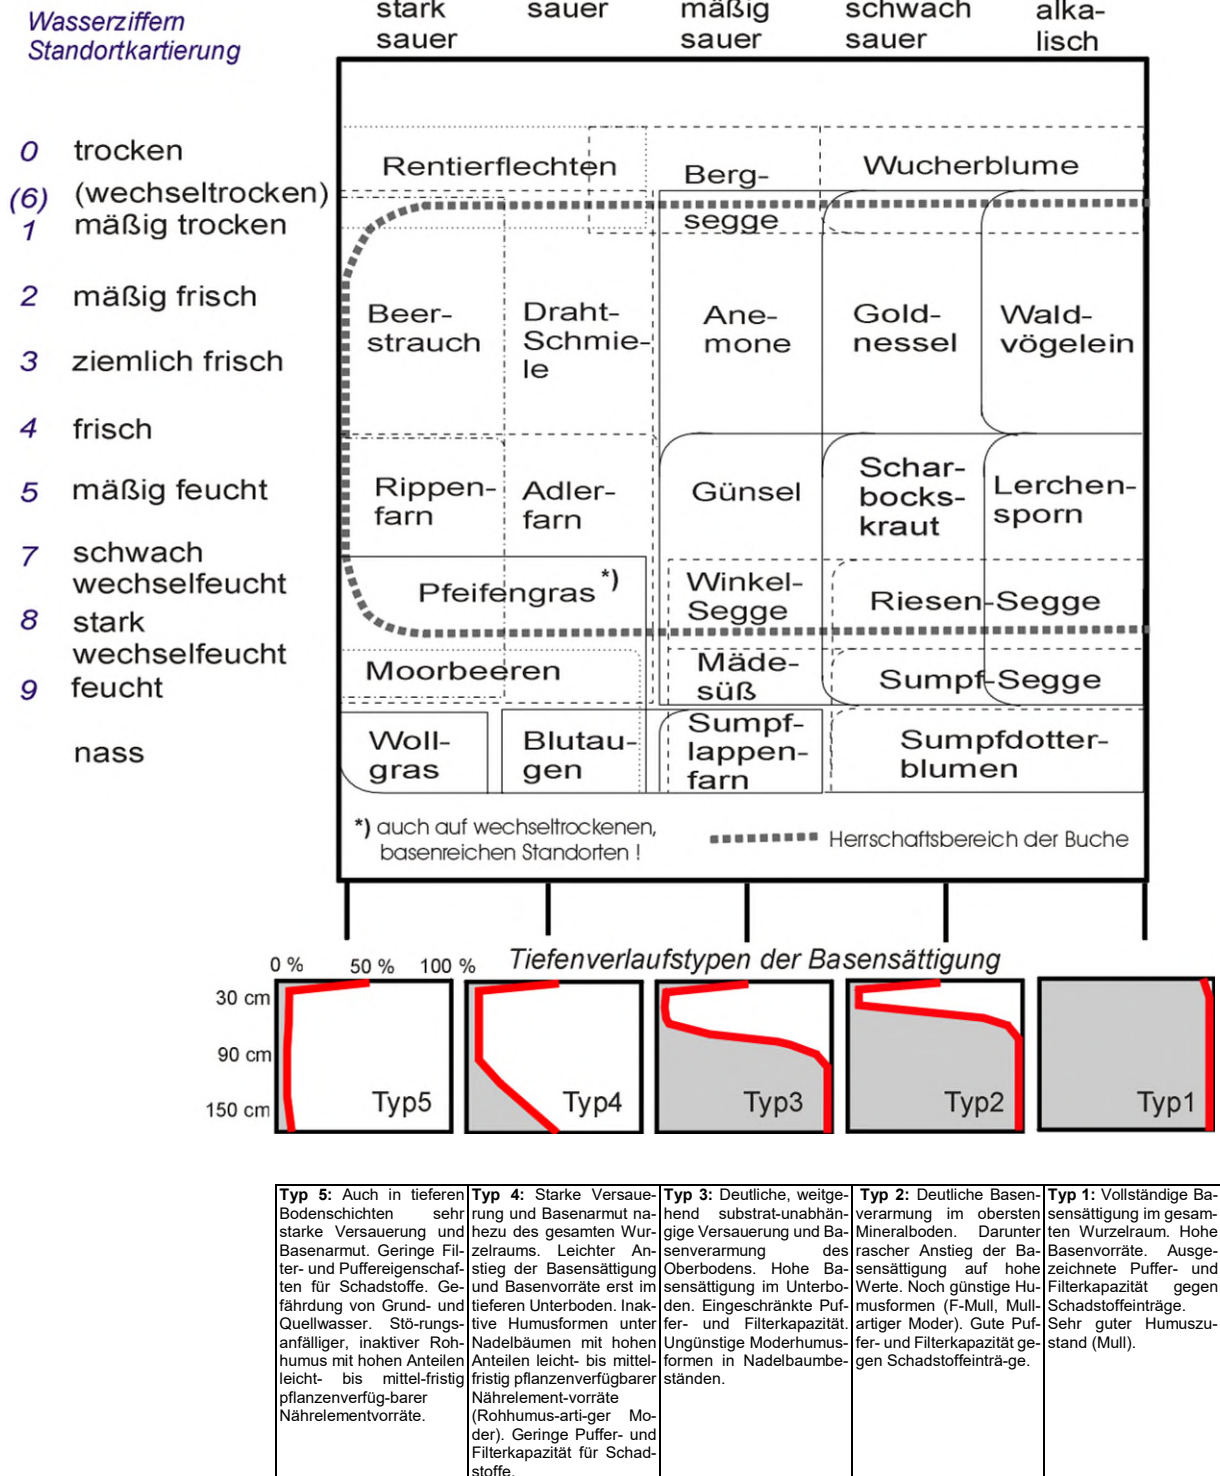 Wasserziffern
Standortkartierung
stark
sauer
sauer
mäßig
sauer
schwach
sauer
alka-
lisch
0 trocken
(6) (wechseltrocken)
1 mäßig trocken
2 mäßig frisch
3 ziemlich frisch
4 frisch
5 mäßig feucht
7 schwach
wechselfeucht
8 stark
wechselfeucht
9 feucht
nass
Rentierflechten
Berg-
segge
Wucherblume
Beer-
strauch
Draht-
Schmie-
le
Ane-
mone
Gold-
nessel
Wald-
vögelein
Rippen-
farn
Adler-
farn
Günsel
Schar-
bocks-
kraut
Lerchen-
sporn
Pfeifengras *)
Winkel-
Segge
Riesen-Segge
Moorbeeren
Mäde-
süß
Sumpf-Segge
Woll-
gras
Blutau-
gen
Sumpf-
lappen-
farn
Sumpfdotter-
blumen
*) auch auf wechseltrockenen,
basenreichen Standorten !
Herrschaftsbereich der Buche
Tiefenverlaufstypen der Basensättigung
0 % 50 % 100 %
30 cm
90 cm
150 cm
Typ5
Typ4
Typ3
Typ2
Typ1
Typ 5: Auch in tieferen
Bodenschichten sehr
starke Versauerung und
Basenarmut. Geringe Fil-
ter- und Puffereigenschaf-
ten für Schadstoffe. Ge-
fährdung von Grund- und
Quellwasser. Stö-rungs-
anfälliger, inaktiver Roh-
humus mit hohen Anteilen
leicht- bis mittel-fristig
pflanzenverfüg-barer
Nährelementvorräte.
Typ 4: Starke Versaue-
rung und Basenarmut na-
hezu des gesamten Wur-
zelraums. Leichter An-
stieg der Basensättigung
und Basenvorräte erst im
tieferen Unterboden. Inak-
tive Humusformen unter
Nadelbäumen mit hohen
Anteilen leicht- bis mittel-
fristig pflanzenverfügbarer
Nährelement-vorräte
(Rohhumus-arti-ger Mo-
der). Geringe Puffer- und
Filterkapazität für Schad-
stoffe.
Typ 3: Deutliche, weitge-
hend substrat-unabhän-
gige Versauerung und Ba-
senverarmung des
Oberbodens. Hohe Ba-
sensättigung im Unterbo-
den. Eingeschränkte Puf-
fer- und Filterkapazität.
Ungünstige Moderhumus-
formen in Nadelbaumbe-
ständen.
Typ 2: Deutliche Basen-
verarmung im obersten
Mineralboden. Darunter
rascher Anstieg der Ba-
sensättigung auf hohe
Werte. Noch günstige Hu-
musformen (F-Mull, Mull-
artiger Moder). Gute Puf-
fer- und Filterkapazität ge-
gen Schadstoffeinträ-ge.
Typ 1: Vollständige Ba-
sensättigung im gesam-
ten Wurzelraum. Hohe
Basenvorräte. Ausge-
zeichnete Puffer- und
Filterkapazität gegen
Schadstoffeinträge.
Sehr guter Humuszu-
stand (Mull).